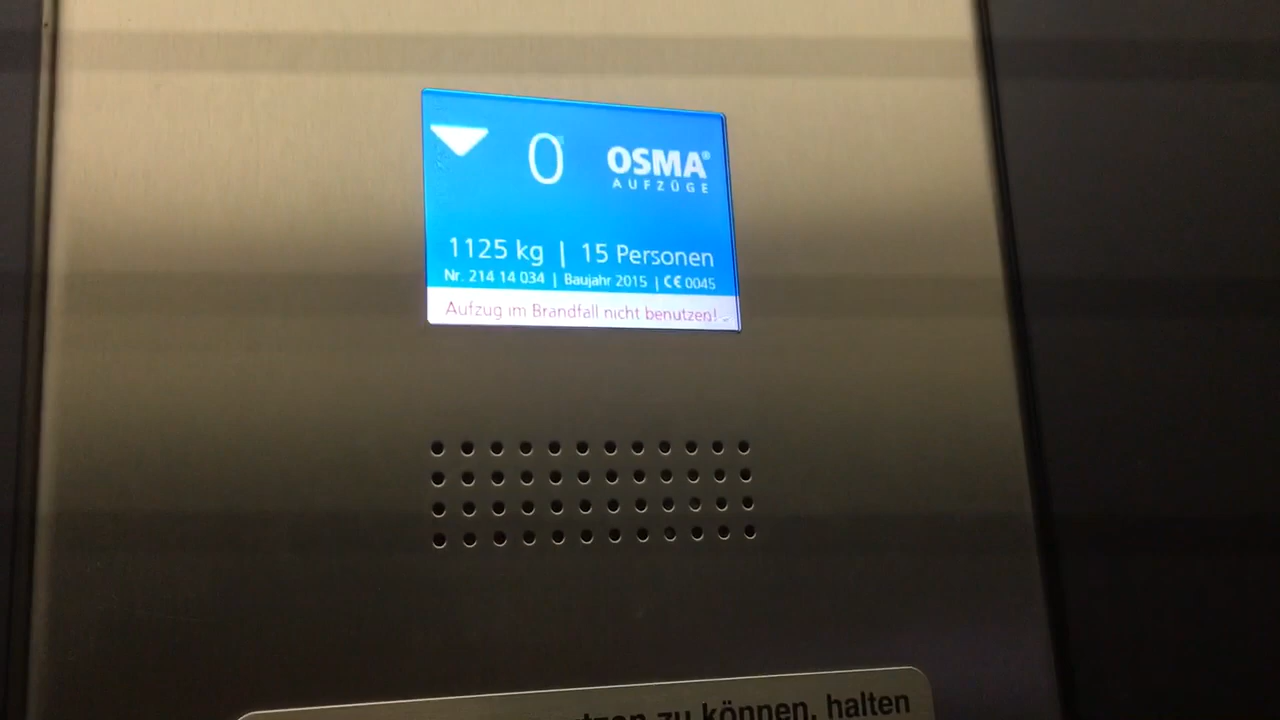 0
OSMA®
AUFZÜGE
1125 kg | 15 Personen
Nr. 214 14 034 | Baujahr 2015 | CE 0045
Aufzug im Brandfall nicht benutzen!
zu können, halten